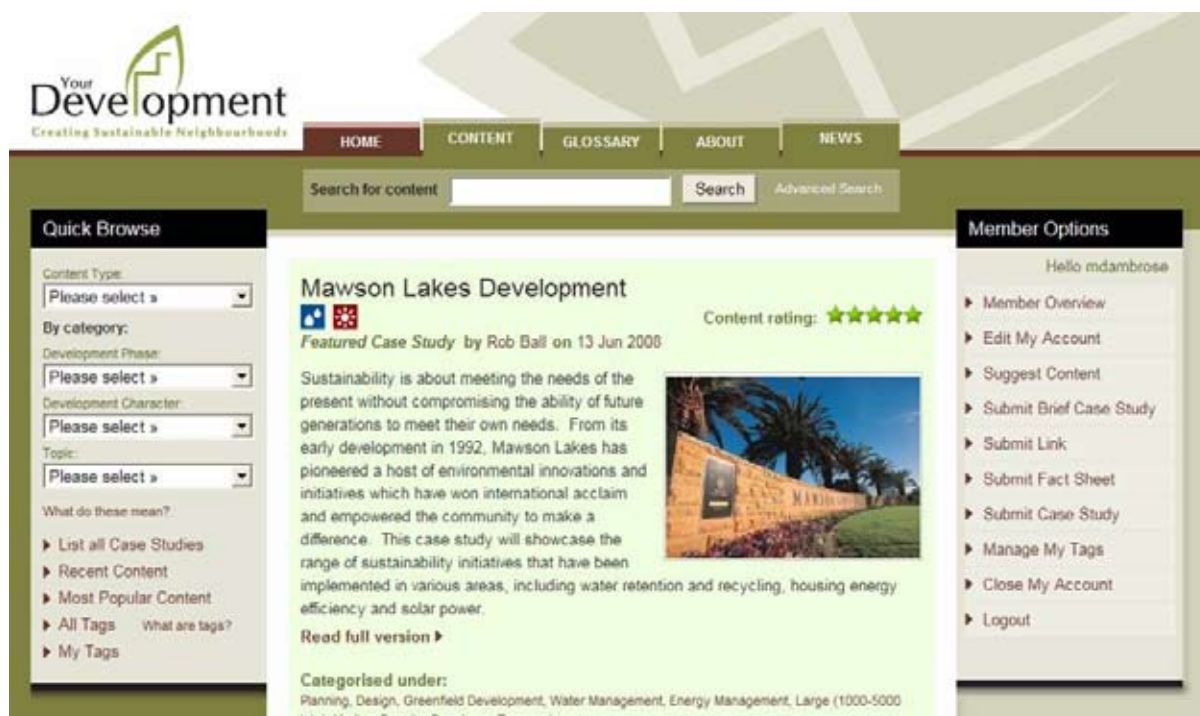 Your
Development
Creating Sustainable Neighbourhoods
HOME
CONTENT
GLOSSARY
ABOUT
NEWS
Search for content
Search
Advanced Search
Quick Browse
Content Type:
Please select »
By category:
Development Phase:
Please select »
Development Character:
Please select »
Topic:
Please select »
What do these mean?
List all Case Studies
Recent Content
Most Popular Content
All Tags What are tags?
My Tags
Mawson Lakes Development
Content rating:
Featured Case Study by Rob Ball on 13 Jun 2008
Sustainability is about meeting the needs of the
present without compromising the ability of future
generations to meet their own needs. From its
early development in 1992, Mawson Lakes has
pioneered a host of environmental innovations and
initiatives which have won international acclaim
and empowered the community to make a
difference. This case study will showcase the
range of sustainability initiatives that have been
implemented in various areas, including water retention and recycling, housing energy
efficiency and solar power.
Read full version
Categorised under:
Planning, Design, Greenfield Development, Water Management, Energy Management, Large (1000-5000
Member Options
Hello mdambrose
Member Overview
Edit My Account
Suggest Content
Submit Brief Case Study
Submit Link
Submit Fact Sheet
Submit Case Study
Manage My Tags
Close My Account
Logout